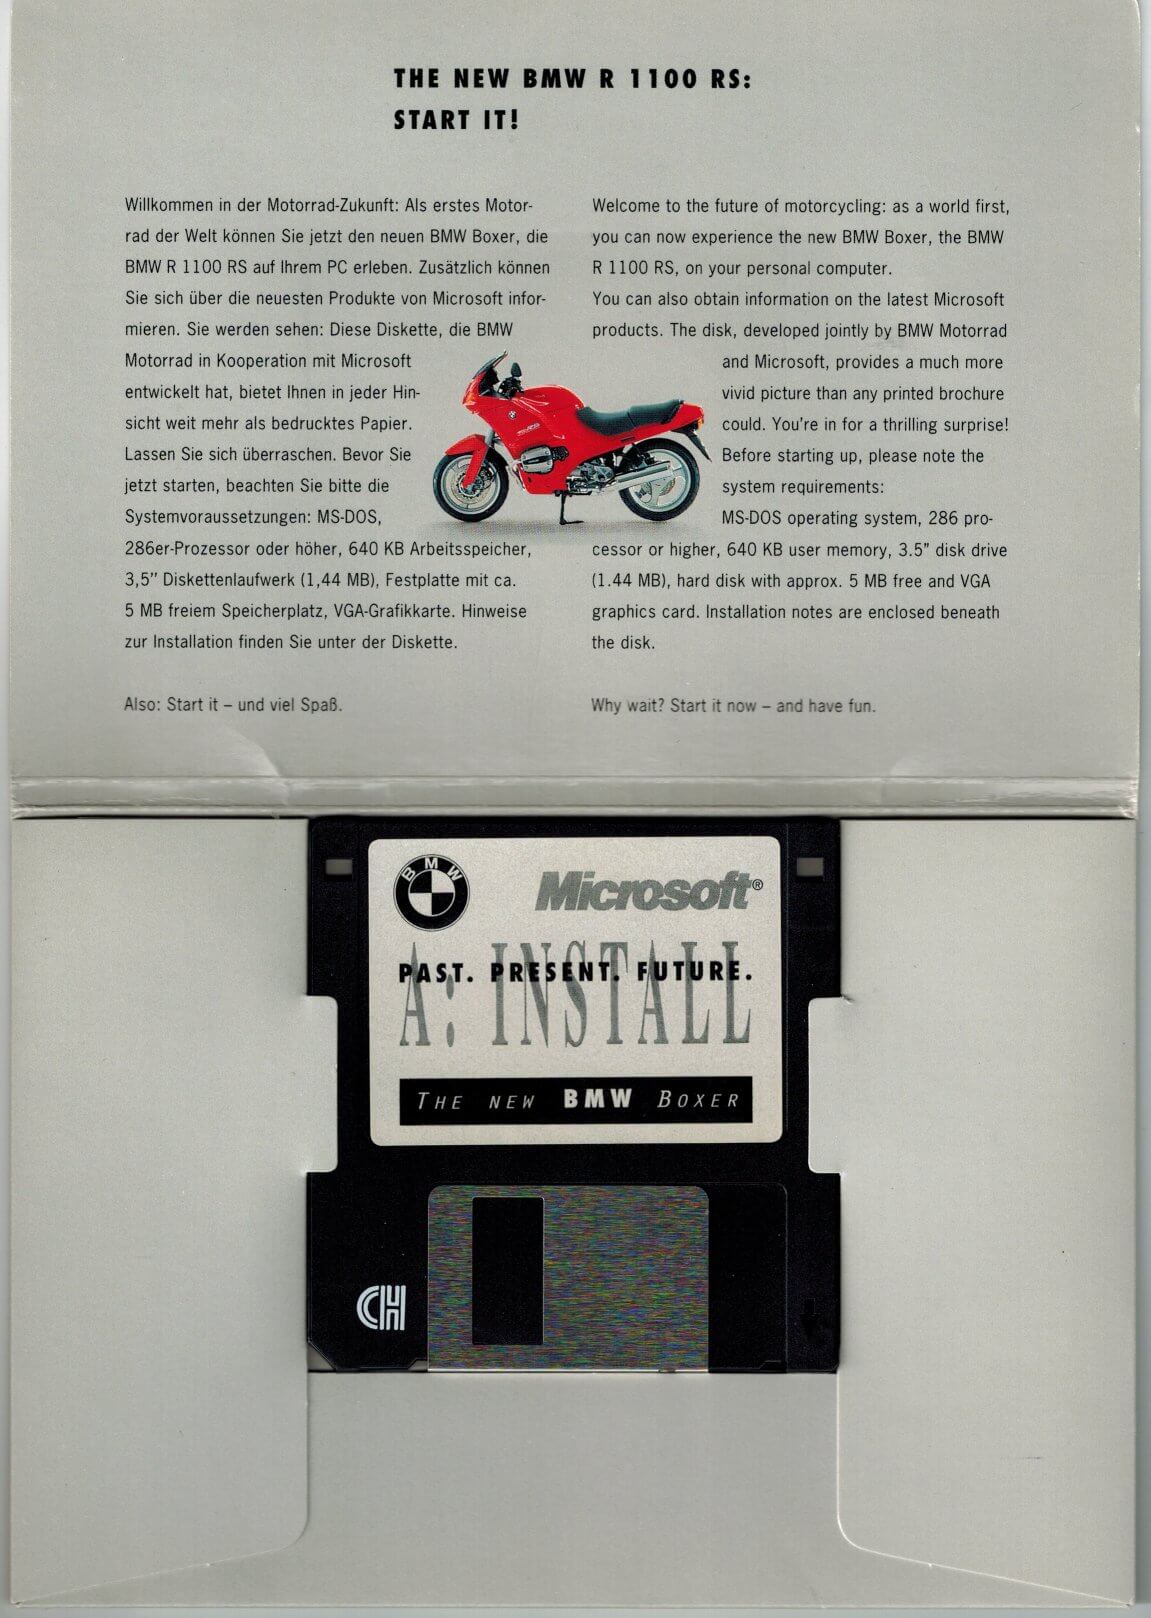 THE NEW BMW R 1100 RS:
START IT!
Willkommen in der Motorrad-Zukunft: Als erstes Motor-
rad der Welt können Sie jetzt den neuen BMW Boxer, die
BMW R 1100 RS auf Ihrem PC erleben. Zusätzlich können
Sie sich über die neuesten Produkte von Microsoft infor-
mieren. Sie werden sehen: Diese Diskette, die BMW
Motorrad in Kooperation mit Microsoft
entwickelt hat, bietet Ihnen in jeder Hin-
sicht weit mehr als bedrucktes Papier.
Lassen Sie sich überraschen. Bevor Sie
jetzt starten, beachten Sie bitte die
Systemvoraussetzungen: MS-DOS,
286er-Prozessor oder höher, 640 KB Arbeitsspeicher,
3,5” Diskettenlaufwerk (1,44 MB), Festplatte mit ca.
5 MB freiem Speicherplatz, VGA-Grafikkarte. Hinweise
zur Installation finden Sie unter der Diskette.
Also: Start it – und viel Spaß.
Welcome to the future of motorcycling: as a world first,
you can now experience the new BMW Boxer, the BMW
R 1100 RS, on your personal computer.
You can also obtain information on the latest Microsoft
products. The disk, developed jointly by BMW Motorrad
and Microsoft, provides a much more
vivid picture than any printed brochure
could. You're in for a thrilling surprise!
Before starting up, please note the
system requirements:
MS-DOS operating system, 286 pro-
cessor or higher, 640 KB user memory, 3.5” disk drive
(1.44 MB), hard disk with approx. 5 MB free and VGA
graphics card. Installation notes are enclosed beneath
the disk.
Why wait? Start it now – and have fun.
BMW
Microsoft®
PAST. PRESENT. FUTURE.
A: INSTALL
THE NEW BMW BOXER
CH